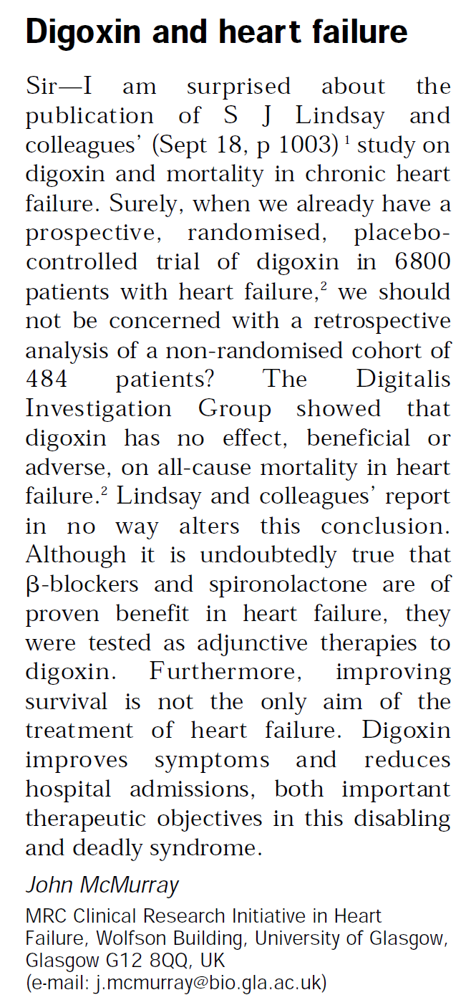 Digoxin and heart failure
Sir—I am surprised about the
publication of S J Lindsay and
colleagues’ (Sept 18, p 1003)¹ study on
digoxin and mortality in chronic heart
failure. Surely, when we already have a
prospective, randomised, placebo-
controlled trial of digoxin in 6800
patients with heart failure,² we should
not be concerned with a retrospective
analysis of a non-randomised cohort of
484 patients? The Digitalis
Investigation Group showed that
digoxin has no effect, beneficial or
adverse, on all-cause mortality in heart
failure.² Lindsay and colleagues’ report
in no way alters this conclusion.
Although it is undoubtedly true that
β-blockers and spironolactone are of
proven benefit in heart failure, they
were tested as adjunctive therapies to
digoxin. Furthermore, improving
survival is not the only aim of the
treatment of heart failure. Digoxin
improves symptoms and reduces
hospital admissions, both important
therapeutic objectives in this disabling
and deadly syndrome.
John McMurray
MRC Clinical Research Initiative in Heart
Failure, Wolfson Building, University of Glasgow,
Glasgow G12 8QQ, UK
(e-mail: j.mcmurray@bio.gla.ac.uk)